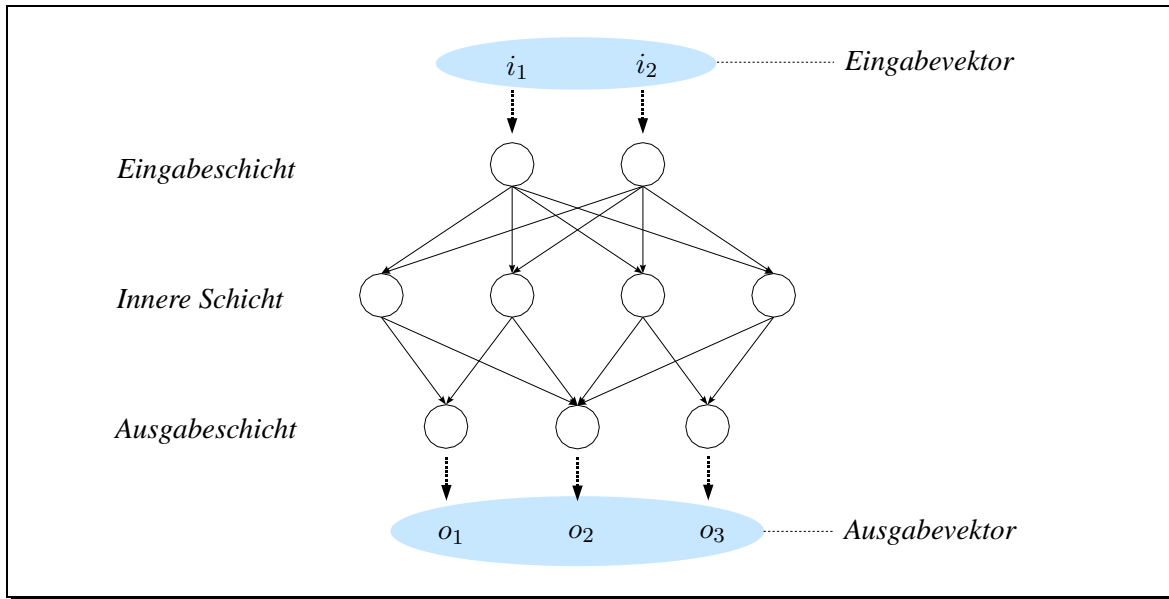 i₁ i₂ Eingabevektor
Eingabeschicht
Innere Schicht
Ausgabeschicht
o₁ o₂ o₃ Ausgabevektor